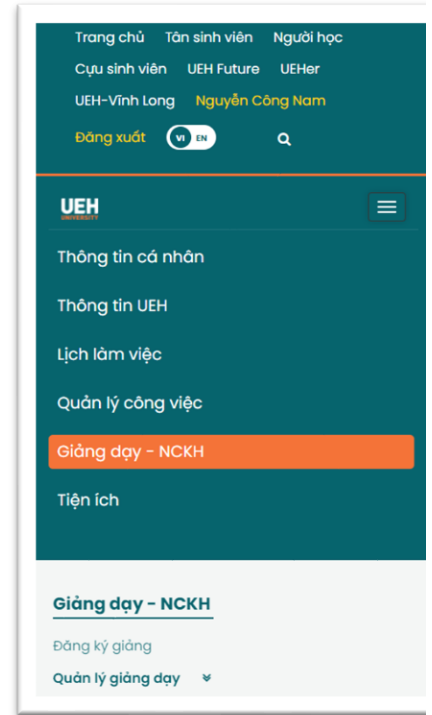 Trang chủ Tân sinh viên Người học
Cựu sinh viên UEH Future UEHer
UEH-Vĩnh Long Nguyễn Công Nam
Đăng xuất VI EN
UEH
UNIVERSITY
Thông tin cá nhân
Thông tin UEH
Lịch làm việc
Quản lý công việc
Giảng dạy - NCKH
Tiện ích
Giảng dạy - NCKH
Đăng ký giảng
Quản lý giảng dạy